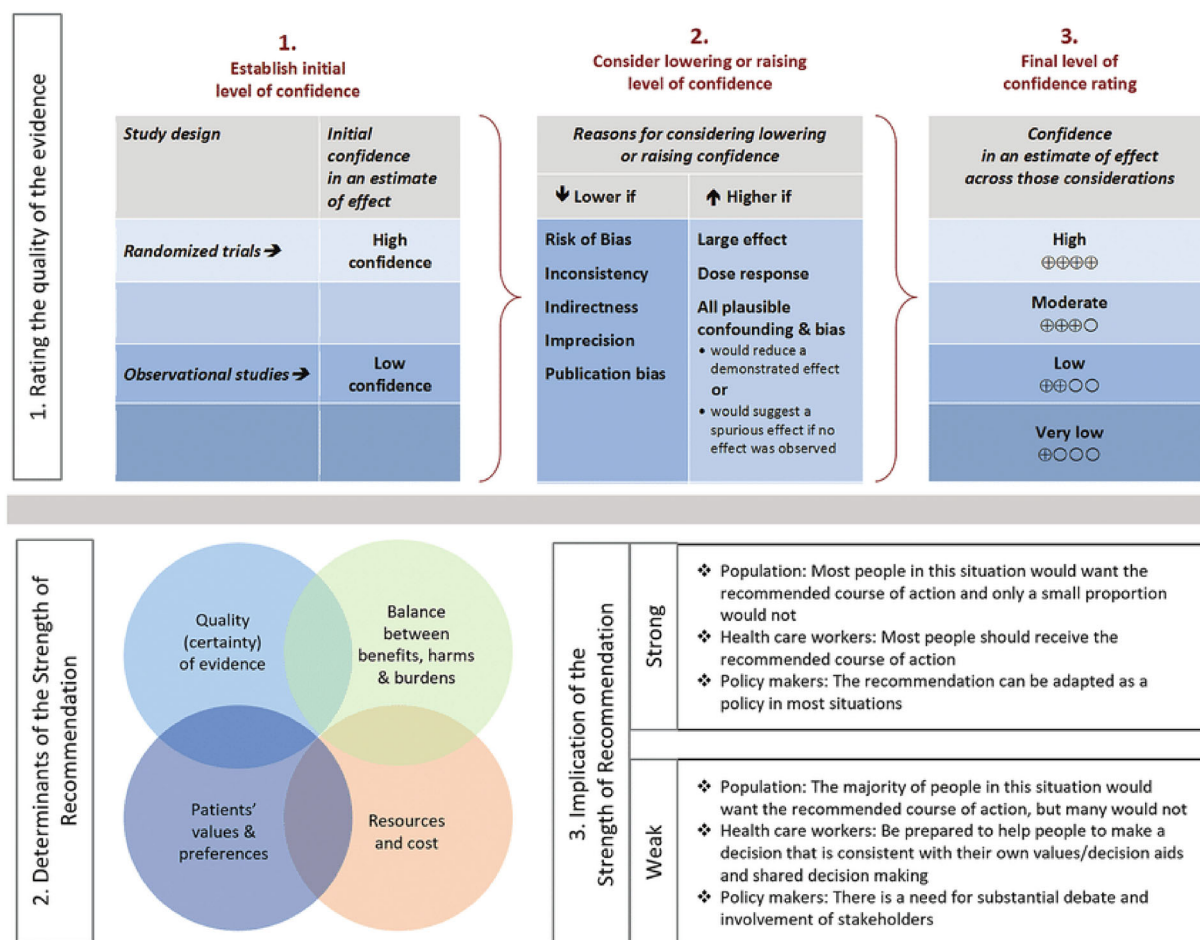 1. Rating the quality of the evidence
1.
Establish initial
level of confidence
2.
Consider lowering or raising
level of confidence
3.
Final level of
confidence rating
Study design
Initial
confidence
in an estimate
of effect
Randomized trials ➔
High
confidence
Observational studies ➔
Low
confidence
Reasons for considering lowering
or raising confidence
🡻 Lower if
🡹 Higher if
Risk of Bias
Inconsistency
Indirectness
Imprecision
Publication bias
Large effect
Dose response
All plausible
confounding & bias
• would reduce a
demonstrated effect
or
• would suggest a
spurious effect if no
effect was observed
Confidence
in an estimate of effect
across those considerations
High
⊕⊕⊕⊕
Moderate
⊕⊕⊕○
Low
⊕⊕○○
Very low
⊕○○○
2. Determinants of the Strength of
Recommendation
Quality
(certainty)
of evidence
Balance
between
benefits, harms
& burdens
Patients'
values &
preferences
Resources
and cost
3. Implication of the
Strength of Recommendation
Strong
❖ Population: Most people in this situation would want the
recommended course of action and only a small proportion
would not
❖ Health care workers: Most people should receive the
recommended course of action
❖ Policy makers: The recommendation can be adapted as a
policy in most situations
Weak
❖ Population: The majority of people in this situation would
want the recommended course of action, but many would not
❖ Health care workers: Be prepared to help people to make a
decision that is consistent with their own values/decision aids
and shared decision making
❖ Policy makers: There is a need for substantial debate and
involvement of stakeholders